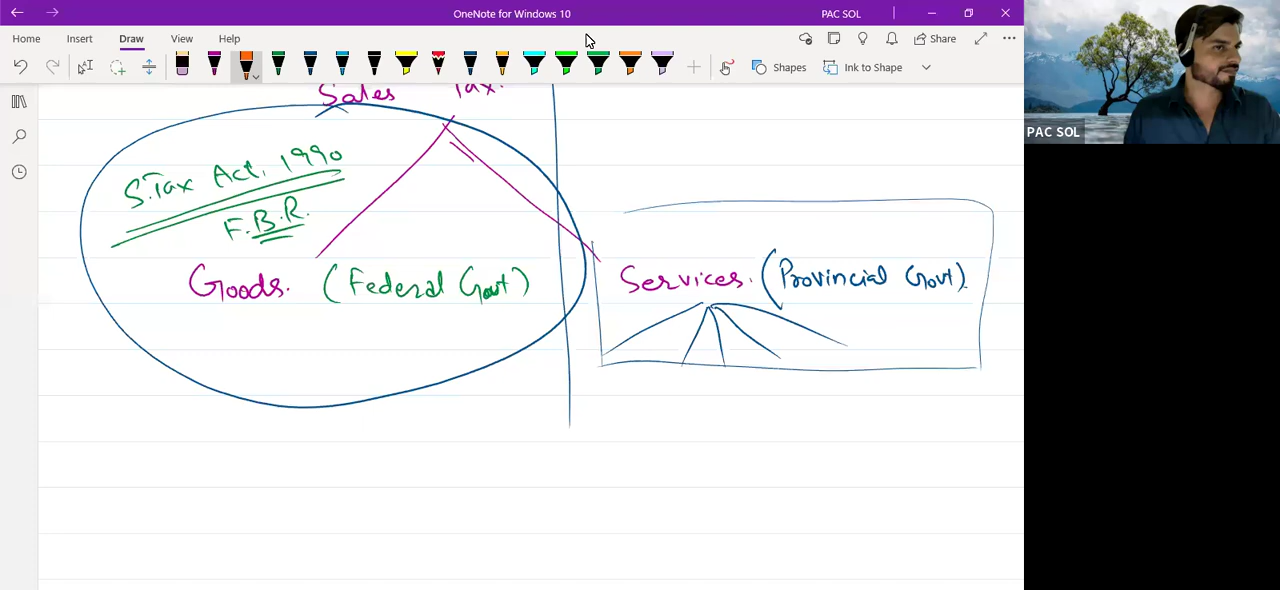 OneNote for Windows 10
PAC SOL
Home Insert Draw View Help
Share
Shapes
Ink to Shape
PAC SOL
Sales Tax.
S.Tax Act, 1990
F.B.R.
Goods. (Federal Govt)
Services. (Provincial Govt)